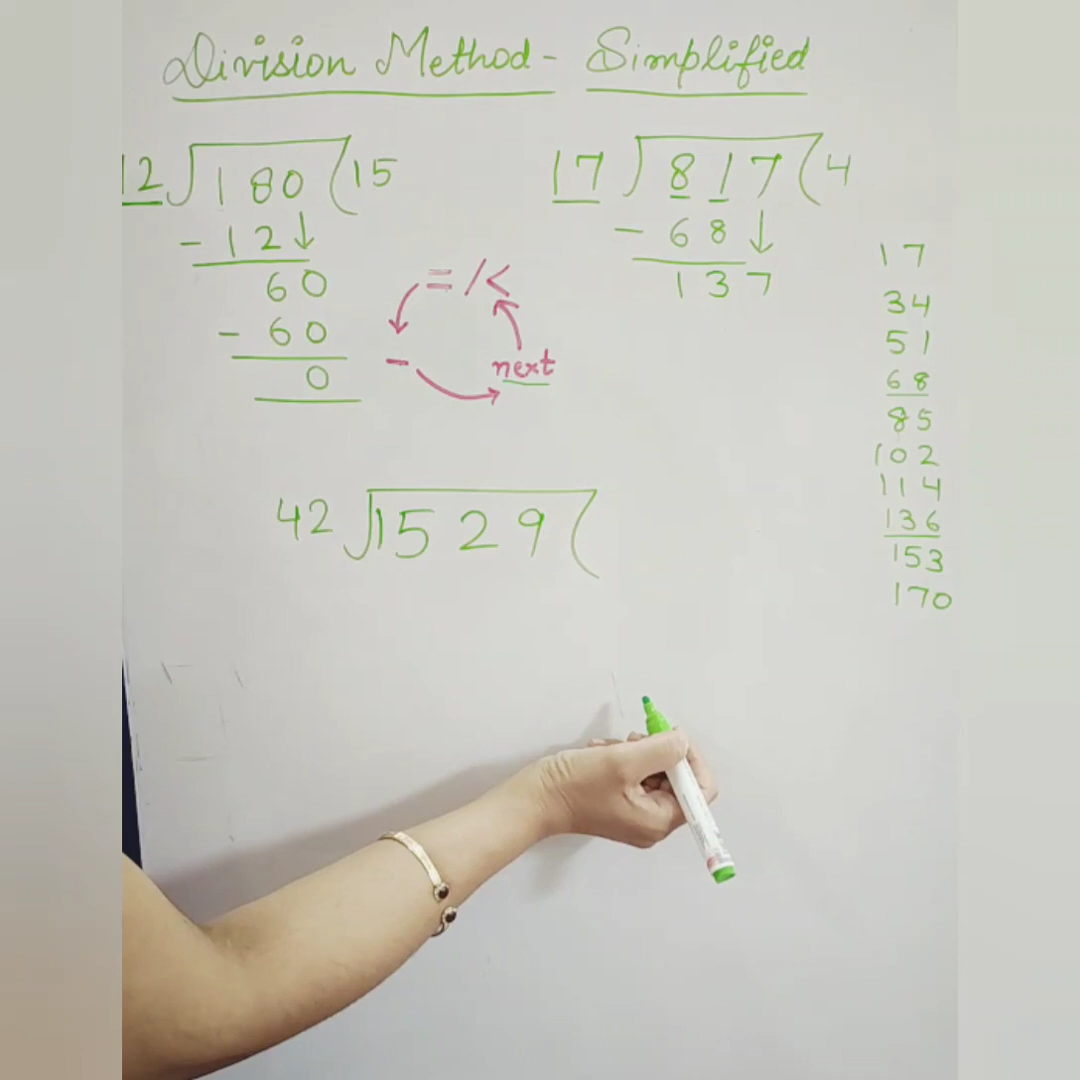 Division Method - Simplified
12 ) 180 ( 15
- 12 ↓
60
- 60
0
= / <
-
next
17 ) 817 ( 4
- 68 ↓
137
17
34
51
68
85
102
114
136
153
170
42 ) 1529 (